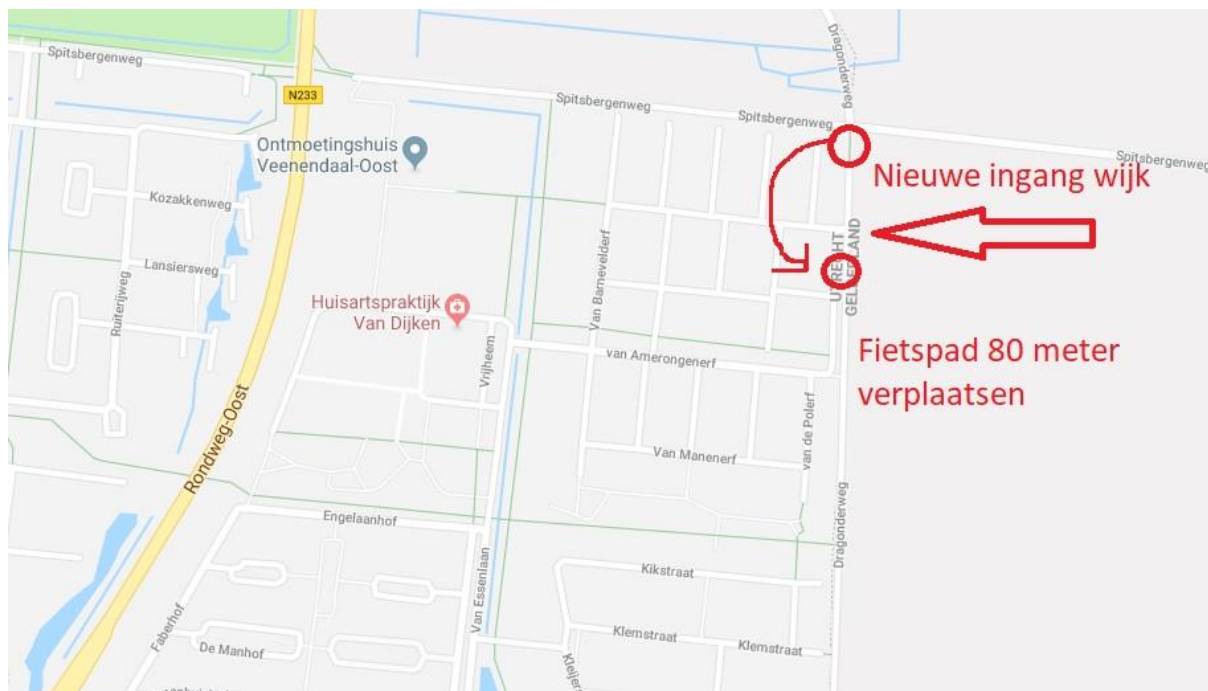 Spitsbergenweg
N233
Dragonderweg
Spitsbergenweg
Spitsbergenweg
Spitsbergenweg
Ontmoetingshuis
Veenendaal-Oost
Nieuwe ingang wijk
Kozakkenweg
Lansiersweg
Ruiterijweg
UTRECHT
GELDERLAND
Van Barnevelderf
Huisartspraktijk
Van Dijken
Vrijheem
van Amerongenerf
Fietspad 80 meter
verplaatsen
Rondweg-Oost
van de Polerf
Van Manenerf
Engelaanhof
Dragonderweg
Kikstraat
Van Essenlaan
Faberhof
De Manhof
Klemstraat
Klemstraat